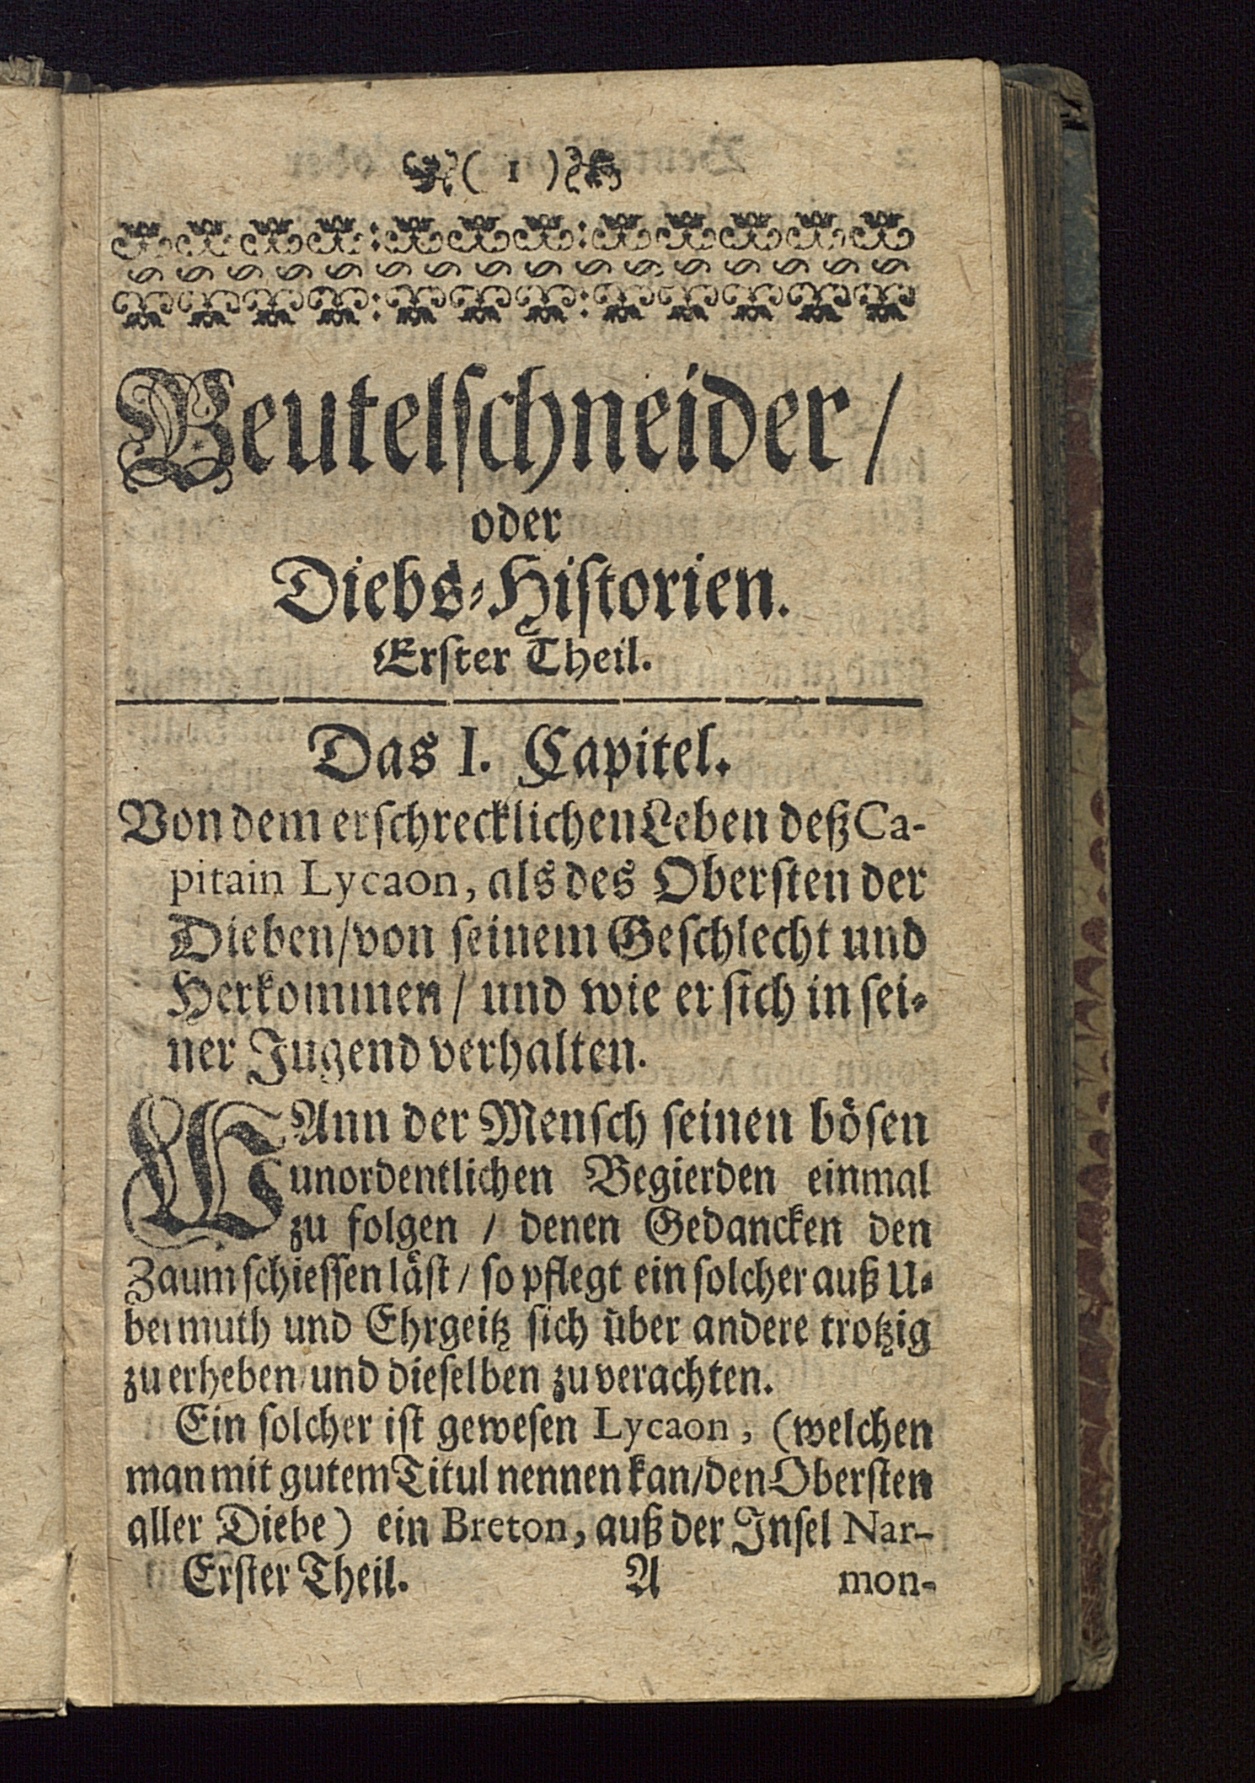 ( 1 )
Beutelschneider /
oder
Diebs-Historien.
Erster Theil.
Das I. Capitel.
Von dem erschrecklichen Leben deß Ca-
pitain Lycaon, als des Obersten der
Dieben / von seinem Geschlecht und
Herkommen / und wie er sich in sei-
ner Jugend verhalten.
WAnn der Mensch seinen bösen
unordentlichen Begierden einmal
zu folgen / denen Gedancken den
Zaum schiessen läst / so pflegt ein solcher auß U-
bermuth und Ehrgeitz sich über andere trotzig
zu erheben / und dieselben zu verachten.
Ein solcher ist gewesen Lycaon, (welchen
man mit gutem Titul nennen kan / den Obersten
aller Diebe) ein Breton, auß der Insel Nar-
Erster Theil. A mon-